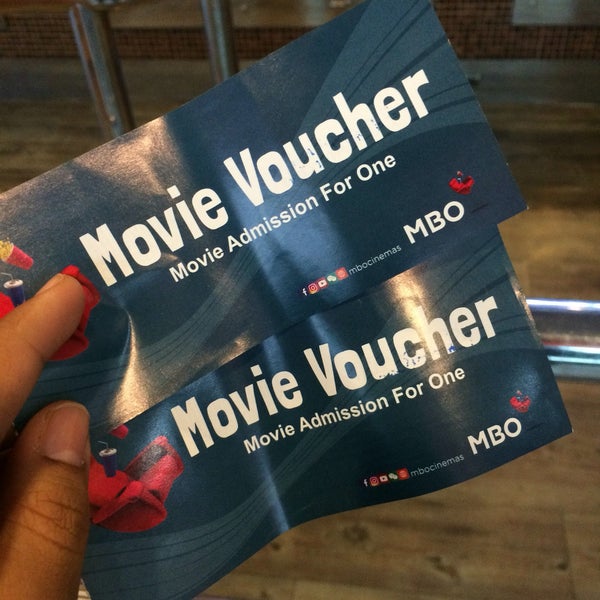 Movie Voucher
Movie Admission For One
mbocinemas
MBO
Movie Voucher
Movie Admission For One
mbocinemas
MBO